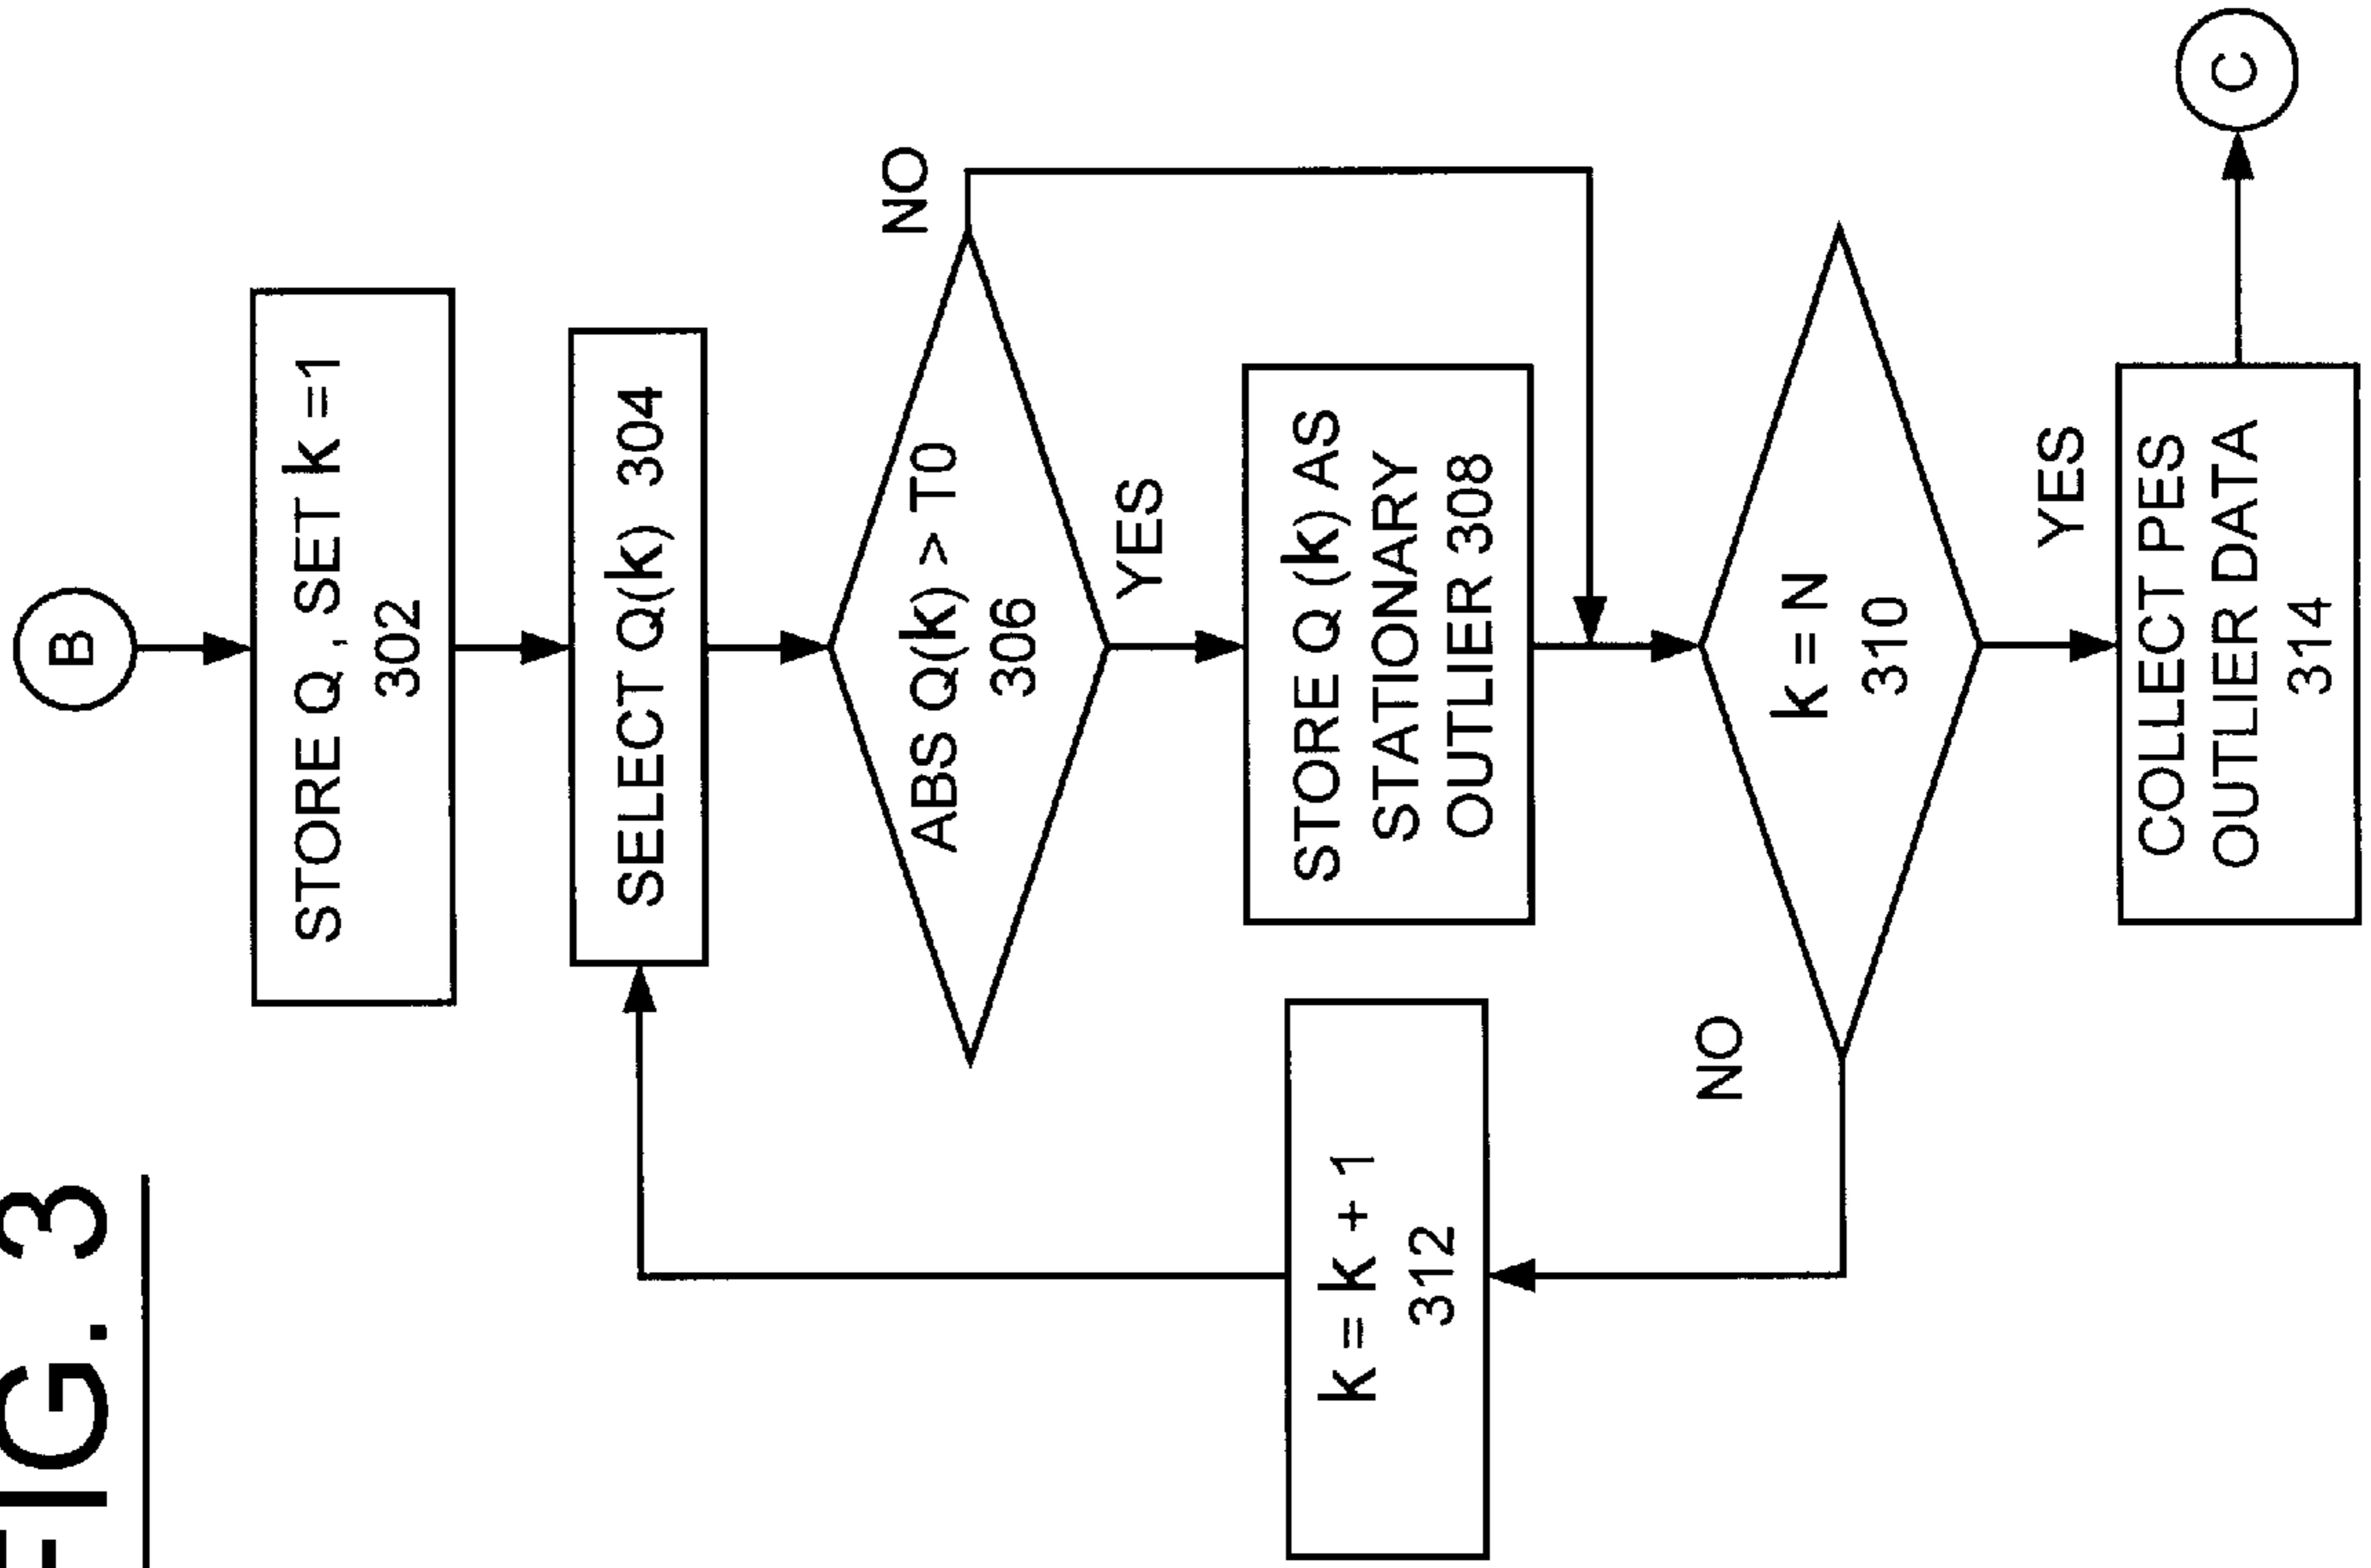 FIG. 3
B
STORE Q , SET k =1
302
SELECT Q(k) 304
ABS Q(k) > T0
306
NO
YES
STORE Q (k) AS
STATIONARY
OUTLIER 308
k = k + 1
312
NO
k = N
310
YES
COLLECT PES
OUTLIER DATA
314
C